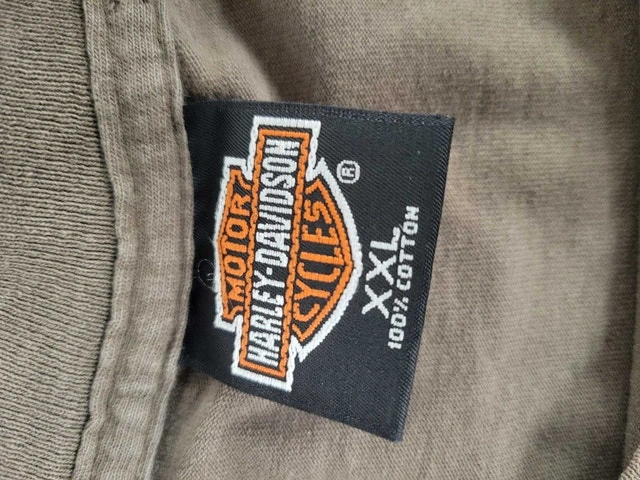 MOTOR
HARLEY-DAVIDSON
CYCLES
®
XXL
100% COTTON